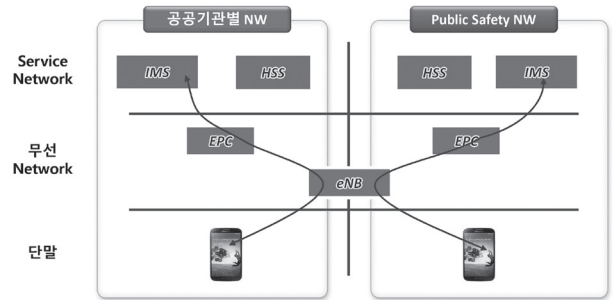 공공기관별 NW
Public Safety NW
Service
Network
IMS
HSS
HSS
IMS
무선
Network
EPC
EPC
eNB
단말